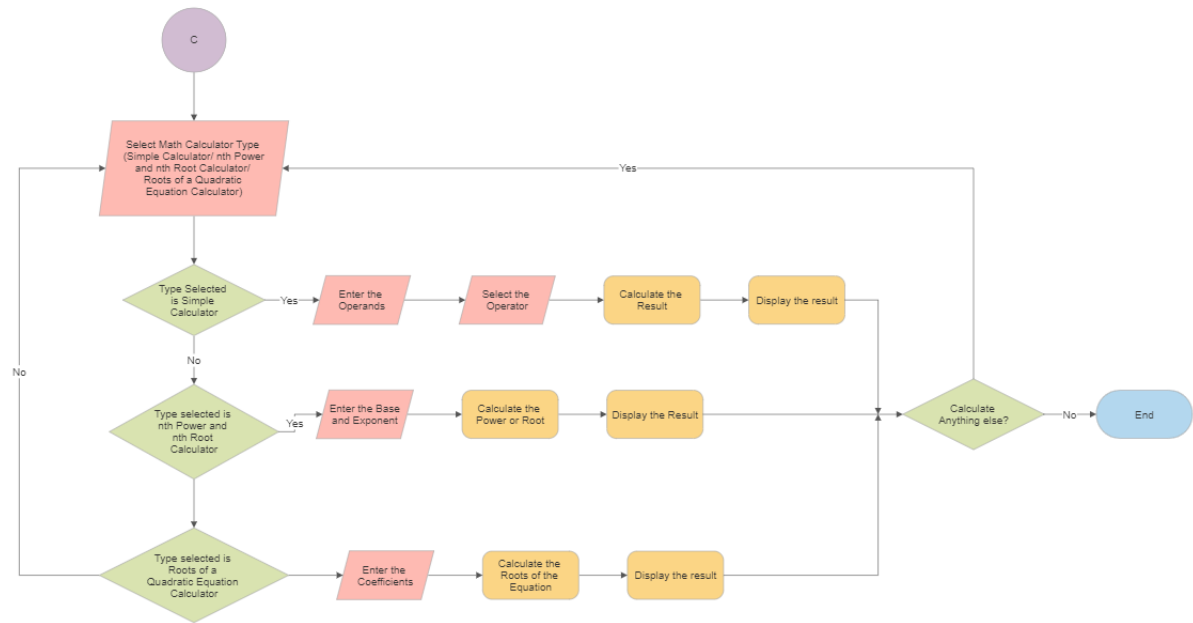 C
Select Math Calculator Type
(Simple Calculator/ nth Power
and nth Root Calculator/
Roots of a Quadratic
Equation Calculator)
Yes
Type Selected
is Simple
Calculator
Yes
Enter the
Operands
Select the
Operator
Calculate the
Result
Display the result
No
No
Type selected is
nth Power and
nth Root
Calculator
Yes
Enter the Base
and Exponent
Calculate the
Power or Root
Display the Result
Calculate
Anything else?
No
End
Type selected is
Roots of a
Quadratic Equation
Calculator
Enter the
Coefficients
Calculate the
Roots of the
Equation
Display the result